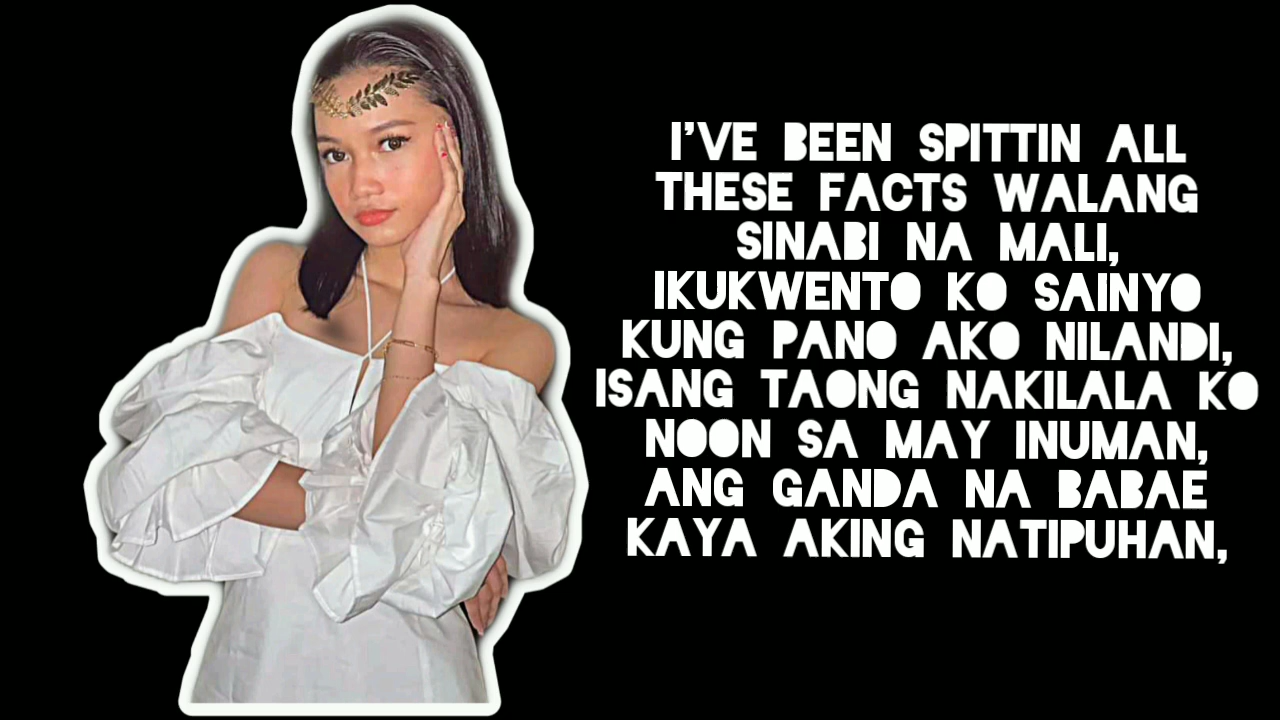 I'VE BEEN SPITTIN ALL
THESE FACTS WALANG
SINABI NA MALI,
IKUKWENTO KO SAINYO
KUNG PANO AKO NILANDI,
ISANG TAONG NAKILALA KO
NOON SA MAY INUMAN,
ANG GANDA NA BABAE
KAYA AKING NATIPUHAN,